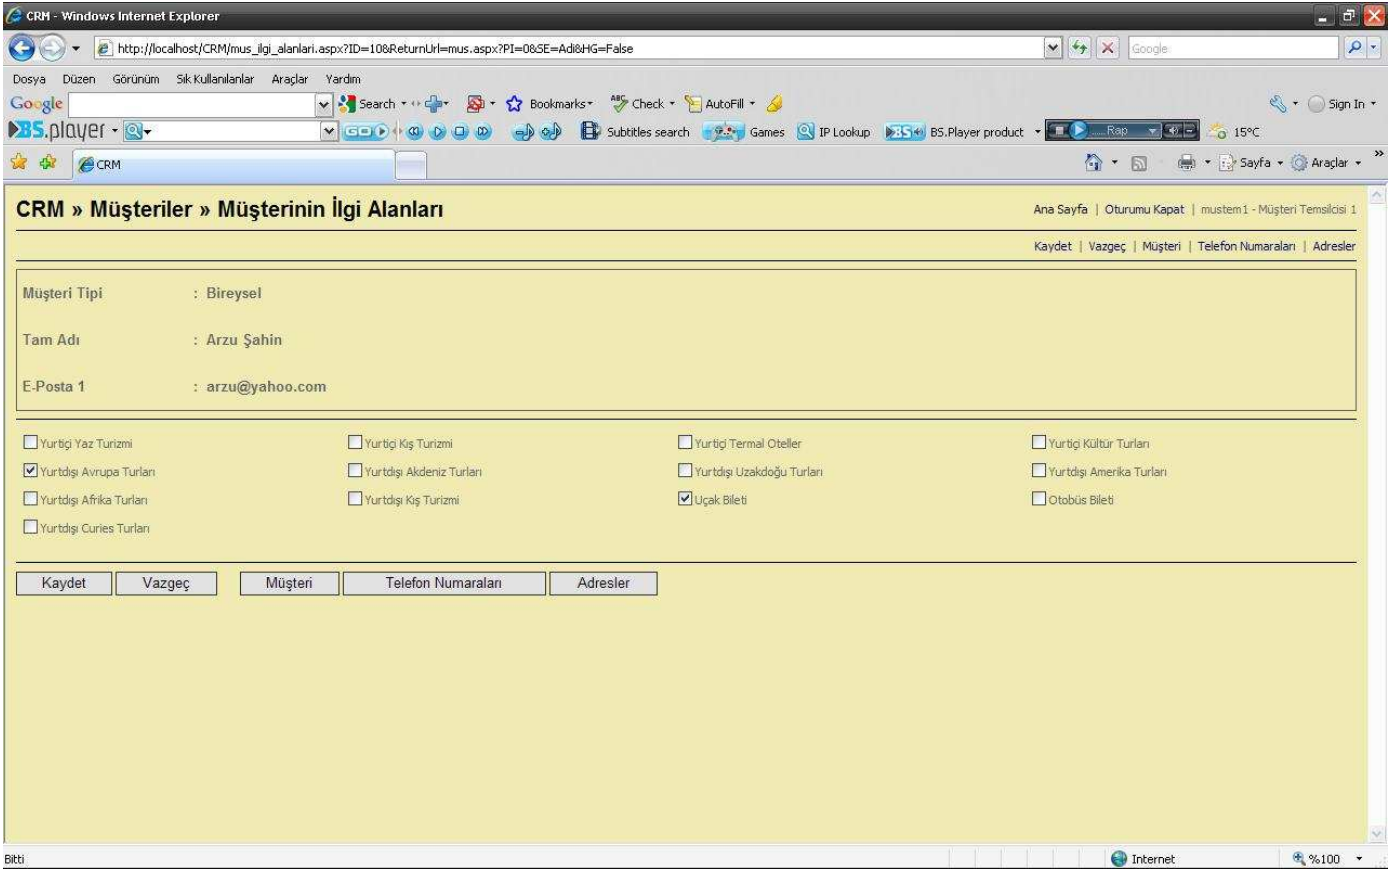 CRM - Windows Internet Explorer
http://localhost/CRM/mus_ilgi_alanlari.aspx?ID=10&ReturnUrl=mus.aspx?PI=0&SE=Adi&HG=False
Google
Dosya Düzen Görünüm Sık Kullanılanlar Araçlar Yardım
Google Search Bookmarks ABC Check AutoFill Sign In
BS.player GO Subtitles search Games IP Lookup BS BS.Player product ... Rap 15°C
CRM Sayfa Araçlar »
CRM » Müşteriler » Müşterinin İlgi Alanları
Ana Sayfa | Oturumu Kapat | mustem1 - Müşteri Temsilcisi 1
Kaydet | Vazgeç | Müşteri | Telefon Numaraları | Adresler
Müşteri Tipi : Bireysel
Tam Adı : Arzu Şahin
E-Posta 1 : arzu@yahoo.com
Yurtiçi Yaz Turizmi Yurtiçi Kış Turizmi Yurtiçi Termal Oteller Yurtiçi Kültür Turları
Yurtdışı Avrupa Turları Yurtdışı Akdeniz Turları Yurtdışı Uzakdoğu Turları Yurtdışı Amerika Turları
Yurtdışı Afrika Turları Yurtdışı Kış Turizmi Uçak Bileti Otobüs Bileti
Yurtdışı Curies Turları
Kaydet Vazgeç Müşteri Telefon Numaraları Adresler
Bitti Internet %100